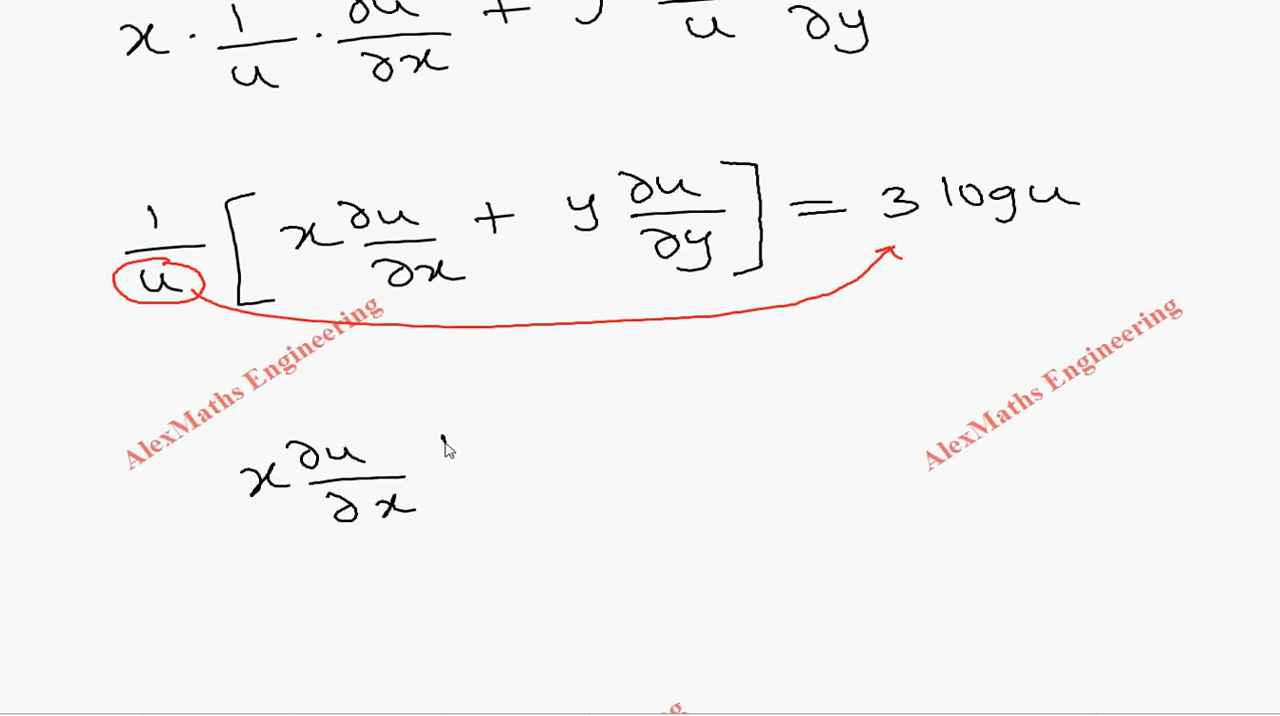 x · 1/u · ∂u/∂x + y 1/u ∂y
1/u [ x ∂u/∂x + y ∂u/∂y ] = 3 log u
AlexMaths Engineering
AlexMaths Engineering
x ∂u/∂x